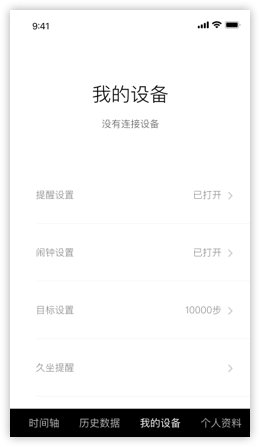 9:41
我的设备
没有连接设备
提醒设置 已打开
闹钟设置 已打开
目标设置 10000步
久坐提醒
时间轴 历史数据 我的设备 个人资料